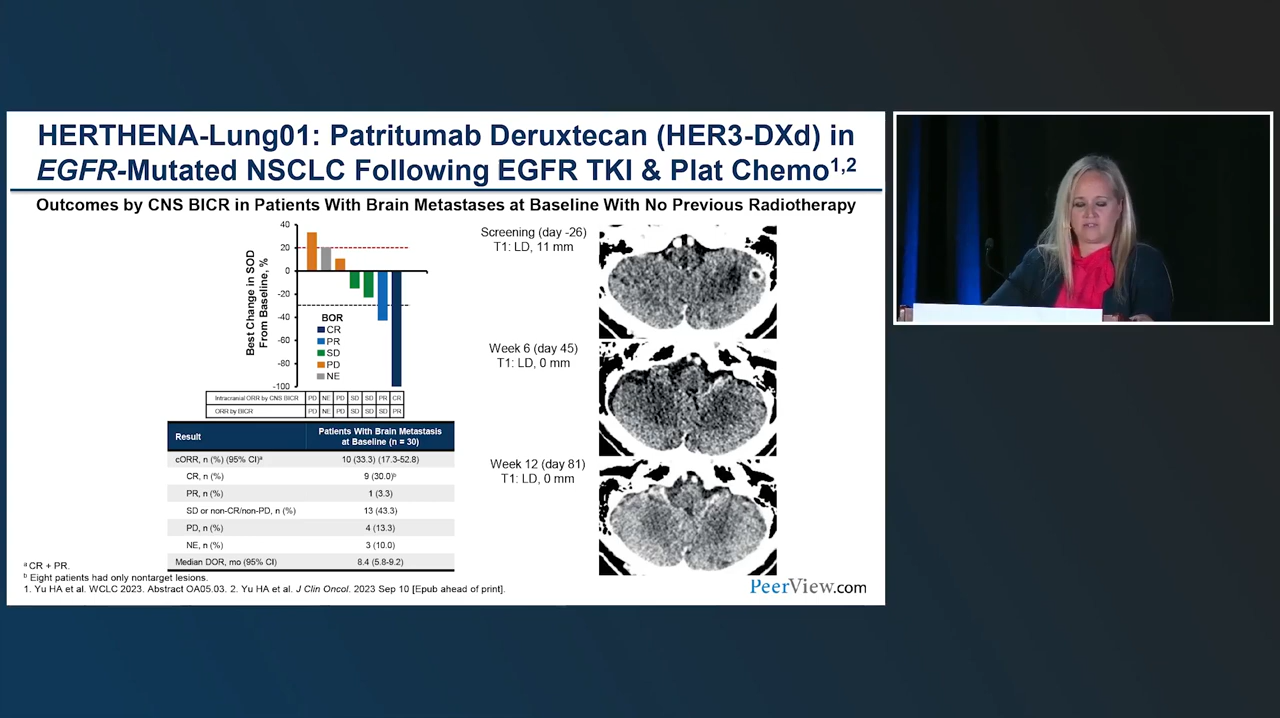 HERTHENA-Lung01: Patritumab Deruxtecan (HER3-DXd) in
EGFR-Mutated NSCLC Following EGFR TKI & Plat Chemo1,2
Outcomes by CNS BICR in Patients With Brain Metastases at Baseline With No Previous Radiotherapy
Best Change in SOD
From Baseline, %
40
20
0
-20
-40
-60
-80
-100
BOR
CR
PR
SD
PD
NE
Intracranial ORR by CNS BICR PD NE PD SD SD PR CR
ORR by BICR PD PD PD SD SD SD PR
Screening (day -26)
T1: LD, 11 mm
Week 6 (day 45)
T1: LD, 0 mm
Week 12 (day 81)
T1: LD, 0 mm
Result Patients With Brain Metastasis
at Baseline (n = 30)
cORR, n (%) (95% CI)a 10 (33.3) (17.3-52.8)
CR, n (%) 9 (30.0)b
PR, n (%) 1 (3.3)
SD or non-CR/non-PD, n (%) 13 (43.3)
PD, n (%) 4 (13.3)
NE, n (%) 3 (10.0)
Median DOR, mo (95% CI) 8.4 (5.8-9.2)
a CR + PR.
b Eight patients had only nontarget lesions.
1. Yu HA et al. WCLC 2023. Abstract OA05.03. 2. Yu HA et al. J Clin Oncol. 2023 Sep 10 [Epub ahead of print].
PeerView.com